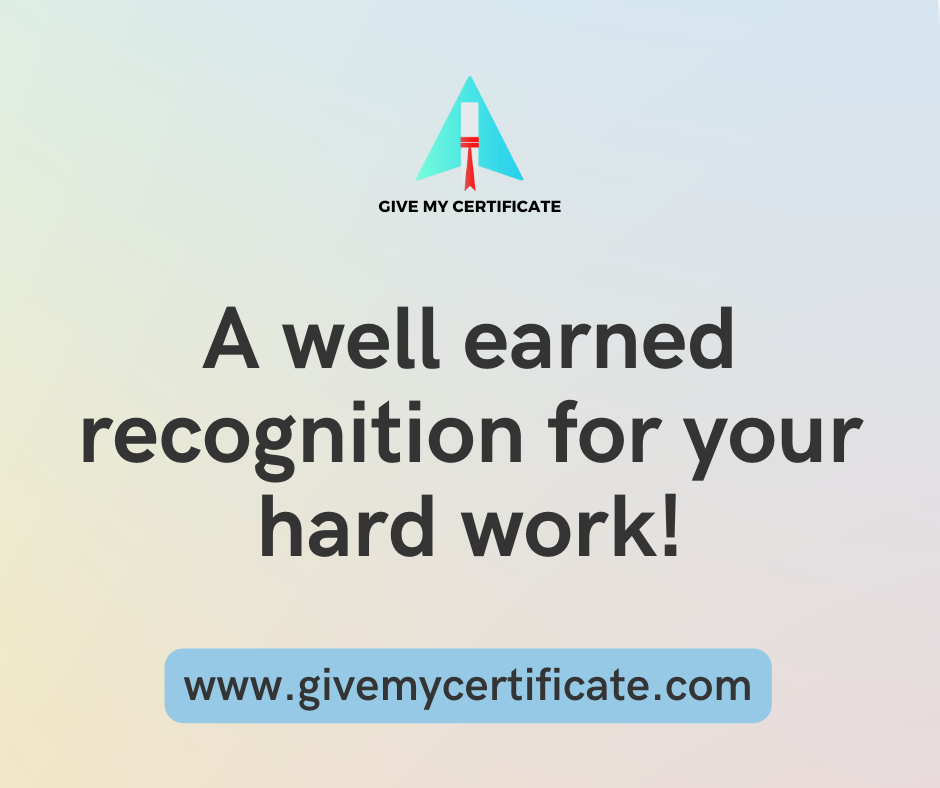 GIVE MY CERTIFICATE
A well earned
recognition for your
hard work!
www.givemycertificate.com